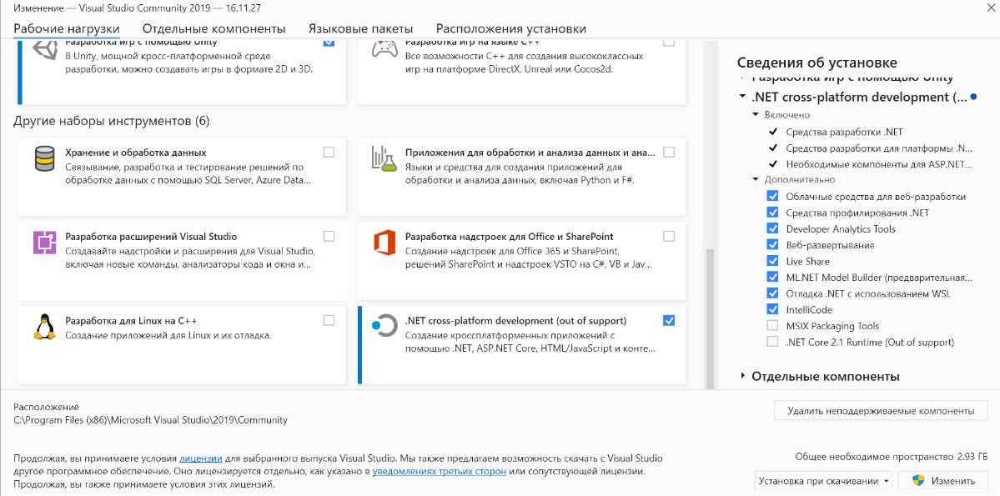 Изменение — Visual Studio Community 2019 — 16.11.27
Рабочие нагрузки
Отдельные компоненты
Языковые пакеты
Расположения установки
Разработка игр с помощью Unity
В Unity, мощной кросс-платформенной среде
разработки, можно создавать игры в формате 2D и 3D.
Разработка игр на языке C++
Все возможности C++ для создания высококлассных
игр на платформе DirectX, Unreal или Cocos2d.
Другие наборы инструментов (6)
Хранение и обработка данных
Связывание, разработка и тестирование решений по
обработке данных с помощью SQL Server, Azure Data...
Приложения для обработки и анализа данных и ана...
Языки и средства для создания приложений для
обработки и анализа данных, включая Python и F#.
Разработка расширений Visual Studio
Создавайте надстройки и расширения для Visual Studio,
включая новые команды, анализаторы кода и окна и...
Разработка надстроек для Office и SharePoint
Создание надстроек для Office 365 и SharePoint,
решений SharePoint и надстроек VSTO на C#, VB и Jav...
Разработка для Linux на C++
Создание приложений для Linux и их отладка.
.NET cross-platform development (out of support)
Создание кроссплатформенных приложений с
помощью .NET, ASP.NET Core, HTML/JavaScript и конте...
Сведения об установке
Разработка игр с помощью Unity
.NET cross-platform development (...
Включено
Средства разработки .NET
Средства разработки для платформы .N...
Необходимые компоненты для ASP.NET...
Дополнительно
Облачные средства для веб-разработки
Средства профилирования .NET
Developer Analytics Tools
Веб-развертывание
Live Share
ML.NET Model Builder (предварительная...
Отладка .NET с использованием WSL
IntelliCode
MSIX Packaging Tools
.NET Core 2.1 Runtime (Out of support)
Отдельные компоненты
Расположение
C:\Program Files (x86)\Microsoft Visual Studio\2019\Community
Удалить неподдерживаемые компоненты
Продолжая, вы принимаете условия лицензии для выбранного выпуска Visual Studio. Мы также предлагаем возможность скачать с Visual Studio
другое программное обеспечение. Оно лицензируется отдельно, как указано в уведомлениях третьих сторон или сопутствующей лицензии.
Продолжая, вы также принимаете условия этих лицензий.
Общее необходимое пространство 2.93 ГБ
Установка при скачивании
Изменить